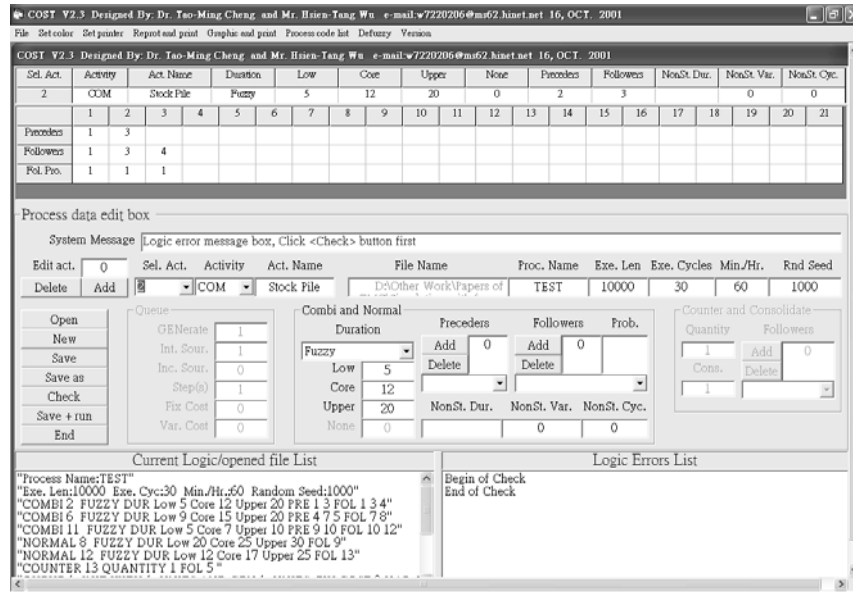 COST V2.3 Designed By: Dr. Tao-Ming Cheng and Mr. Hsien-Tang Wu e-mail:w7220206@ms62.hinet.net 16, OCT. 2001
File Set color Set printer Reprot and print Graphic and print Process code list Defuzzy Version
COST V2.3 Designed By: Dr. Tao-Ming Cheng and Mr. Hsien-Tang Wu e-mail:w7220206@ms62.hinet.net 16, OCT. 2001
Sel. Act. Activity Act. Name Duration Low Core Upper None Preceders Followers NonSt. Dur. NonSt. Var. NonSt. Cyc.
2 COM Stock Pile Fuzzy 5 12 20 0 2 3 0 0
1 2 3 4 5 6 7 8 9 10 11 12 13 14 15 16 17 18 19 20 21
Preceders 1 3
Followers 1 3 4
Fol. Pro. 1 1 1
Process data edit box
System Message Logic error message box, Click <Check> button first
Edit act. 0 Sel. Act. Activity Act. Name File Name Proc. Name Exe. Len Exe. Cycles Min./Hr. Rnd Seed
Delete Add 2 COM Stock Pile D:\Other Work\Papers of TEST 10000 30 60 1000
Open
New
Save
Save as
Check
Save + run
End
Queue
GENerate 1
Int. Sour. 1
Inc. Sour. 0
Step(s) 1
Fix Cost 0
Var. Cost 0
Combi and Normal
Duration Preceders Followers Prob.
Fuzzy Add 0 Add 0
Low 5 Delete Delete
Core 12
Upper 20 NonSt. Dur. NonSt. Var. NonSt. Cyc.
None 0 0 0
Counter and Consolidate
Quantity Followers
1 Add 0
Cons. Delete
1
Current Logic/opened file List
"Process Name:TEST"
"Exe. Len:10000 Exe. Cyc:30 Min./Hr.:60 Random Seed:1000"
"COMBI 2 FUZZY DUR Low 5 Core 12 Upper 20 PRE 1 3 FOL 1 3 4"
"COMBI 6 FUZZY DUR Low 9 Core 15 Upper 20 PRE 4 7 5 FOL 7 8"
"COMBI 11 FUZZY DUR Low 5 Core 7 Upper 10 PRE 9 10 FOL 10 12"
"NORMAL 8 FUZZY DUR Low 20 Core 25 Upper 30 FOL 9"
"NORMAL 12 FUZZY DUR Low 12 Core 17 Upper 25 FOL 13"
"COUNTER 13 QUANTITY 1 FOL 5 "
Logic Errors List
Begin of Check
End of Check